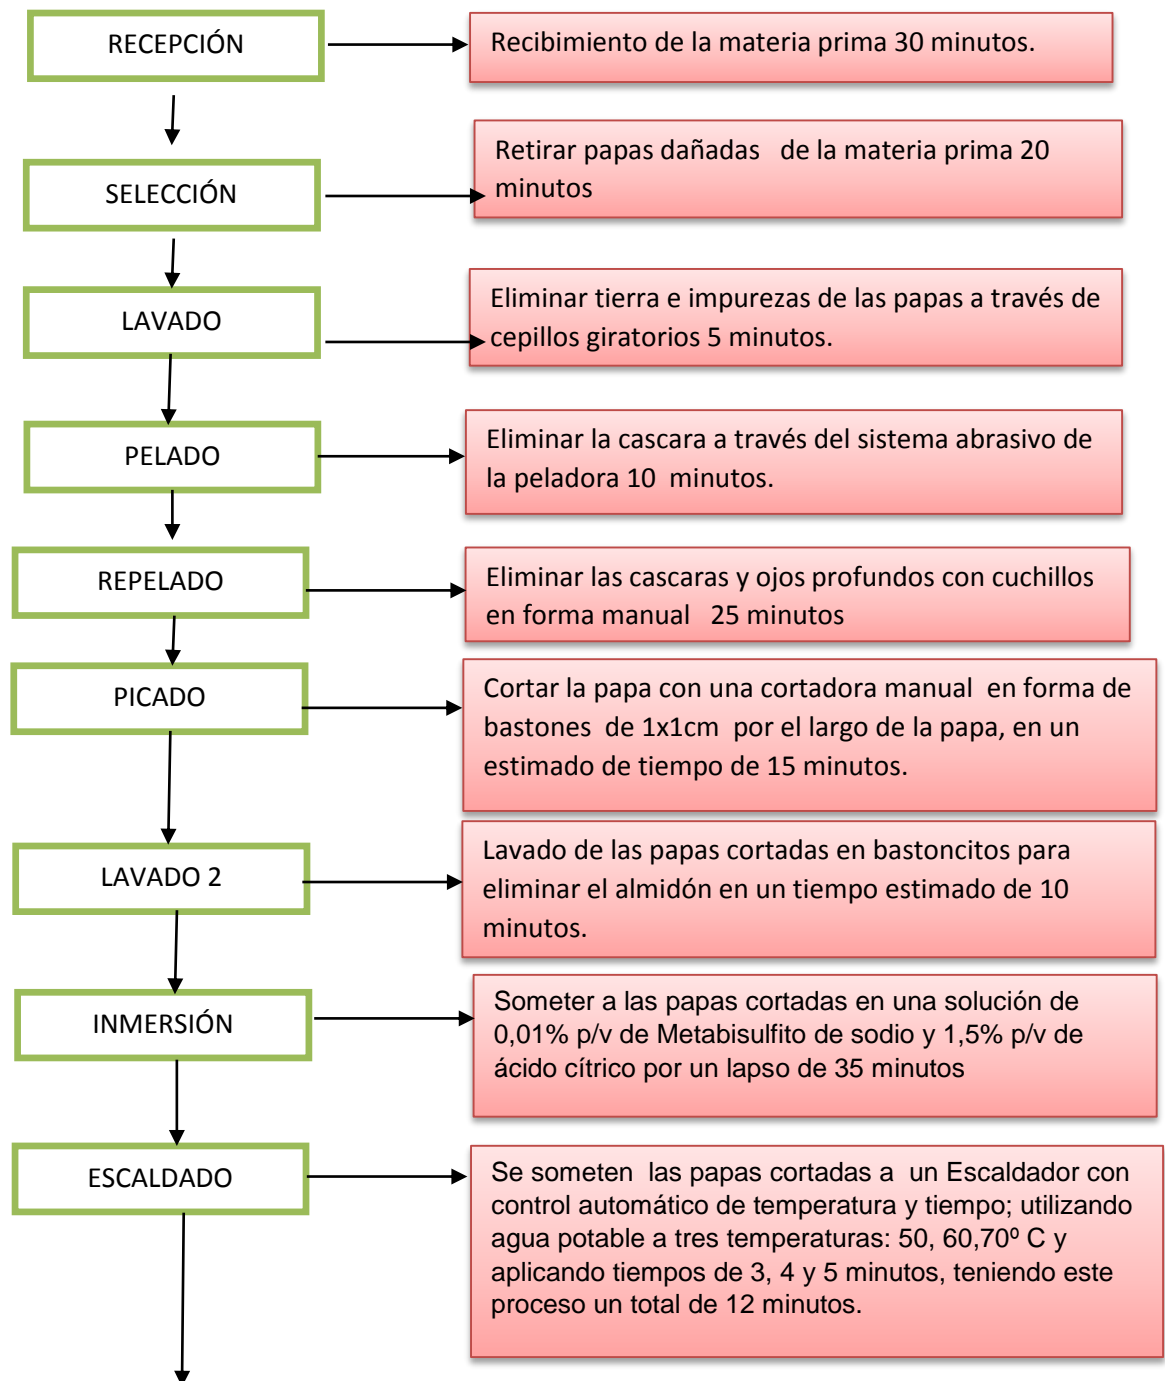 RECEPCIÓN
Recibimiento de la materia prima 30 minutos.
SELECCIÓN
Retirar papas dañadas   de la materia prima 20
minutos
LAVADO
Eliminar tierra e impurezas de las papas a través de
cepillos giratorios 5 minutos.
PELADO
Eliminar la cascara a través del sistema abrasivo de
la peladora 10  minutos.
REPELADO
Eliminar las cascaras y ojos profundos con cuchillos
en forma manual   25 minutos
PICADO
Cortar la papa con una cortadora manual  en forma de
bastones  de 1x1cm  por el largo de la papa, en un
estimado de tiempo de 15 minutos.
LAVADO 2
Lavado de las papas cortadas en bastoncitos para
eliminar el almidón en un tiempo estimado de 10
minutos.
INMERSIÓN
Someter a las papas cortadas en una solución de
0,01% p/v de Metabisulfito de sodio y 1,5% p/v de
ácido cítrico por un lapso de 35 minutos
ESCALDADO
Se someten  las papas cortadas a  un Escaldador con
control automático de temperatura y tiempo; utilizando
agua potable a tres temperaturas: 50, 60,70º C y
aplicando tiempos de 3, 4 y 5 minutos, teniendo este
proceso un total de 12 minutos.